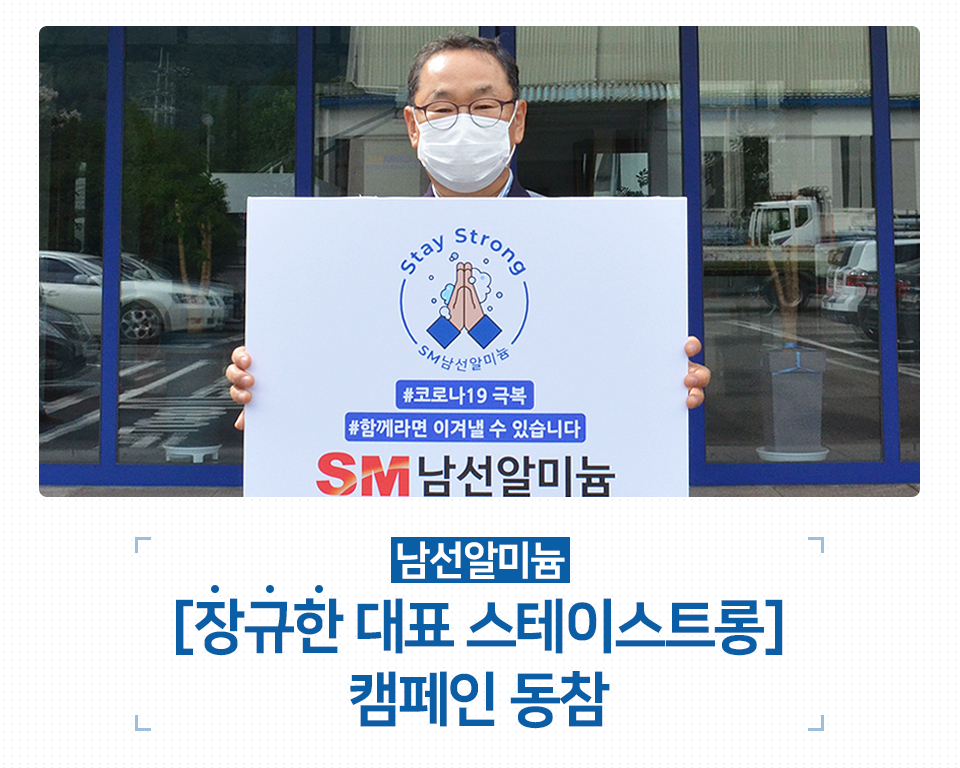 Stay Strong
SM남선알미늄
#코로나19 극복
#함께라면 이겨낼 수 있습니다
SM남선알미늄
남선알미늄
[장규한 대표 스테이스트롱]
캠페인 동참